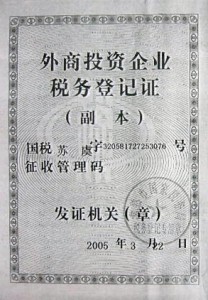 外商投资企业
税务登记证
(副本)
国税 苏虞 字320581727253076 号
征收管理码
发证机关(章)
2005 年 3 月 22 日